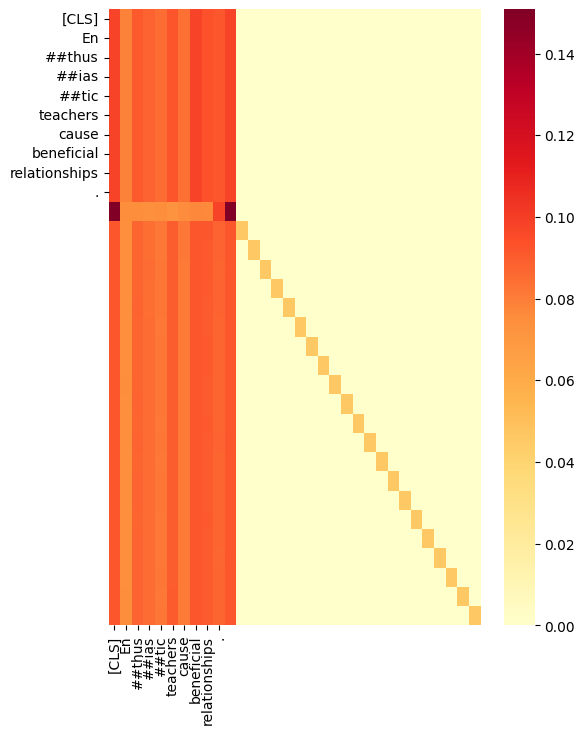 [CLS]
En
##thus
##ias
##tic
teachers
cause
beneficial
relationships
.
0.14
0.12
0.10
0.08
0.06
0.04
0.02
0.00
[CLS]
En
##thus
##ias
##tic
teachers
cause
beneficial
relationships
.